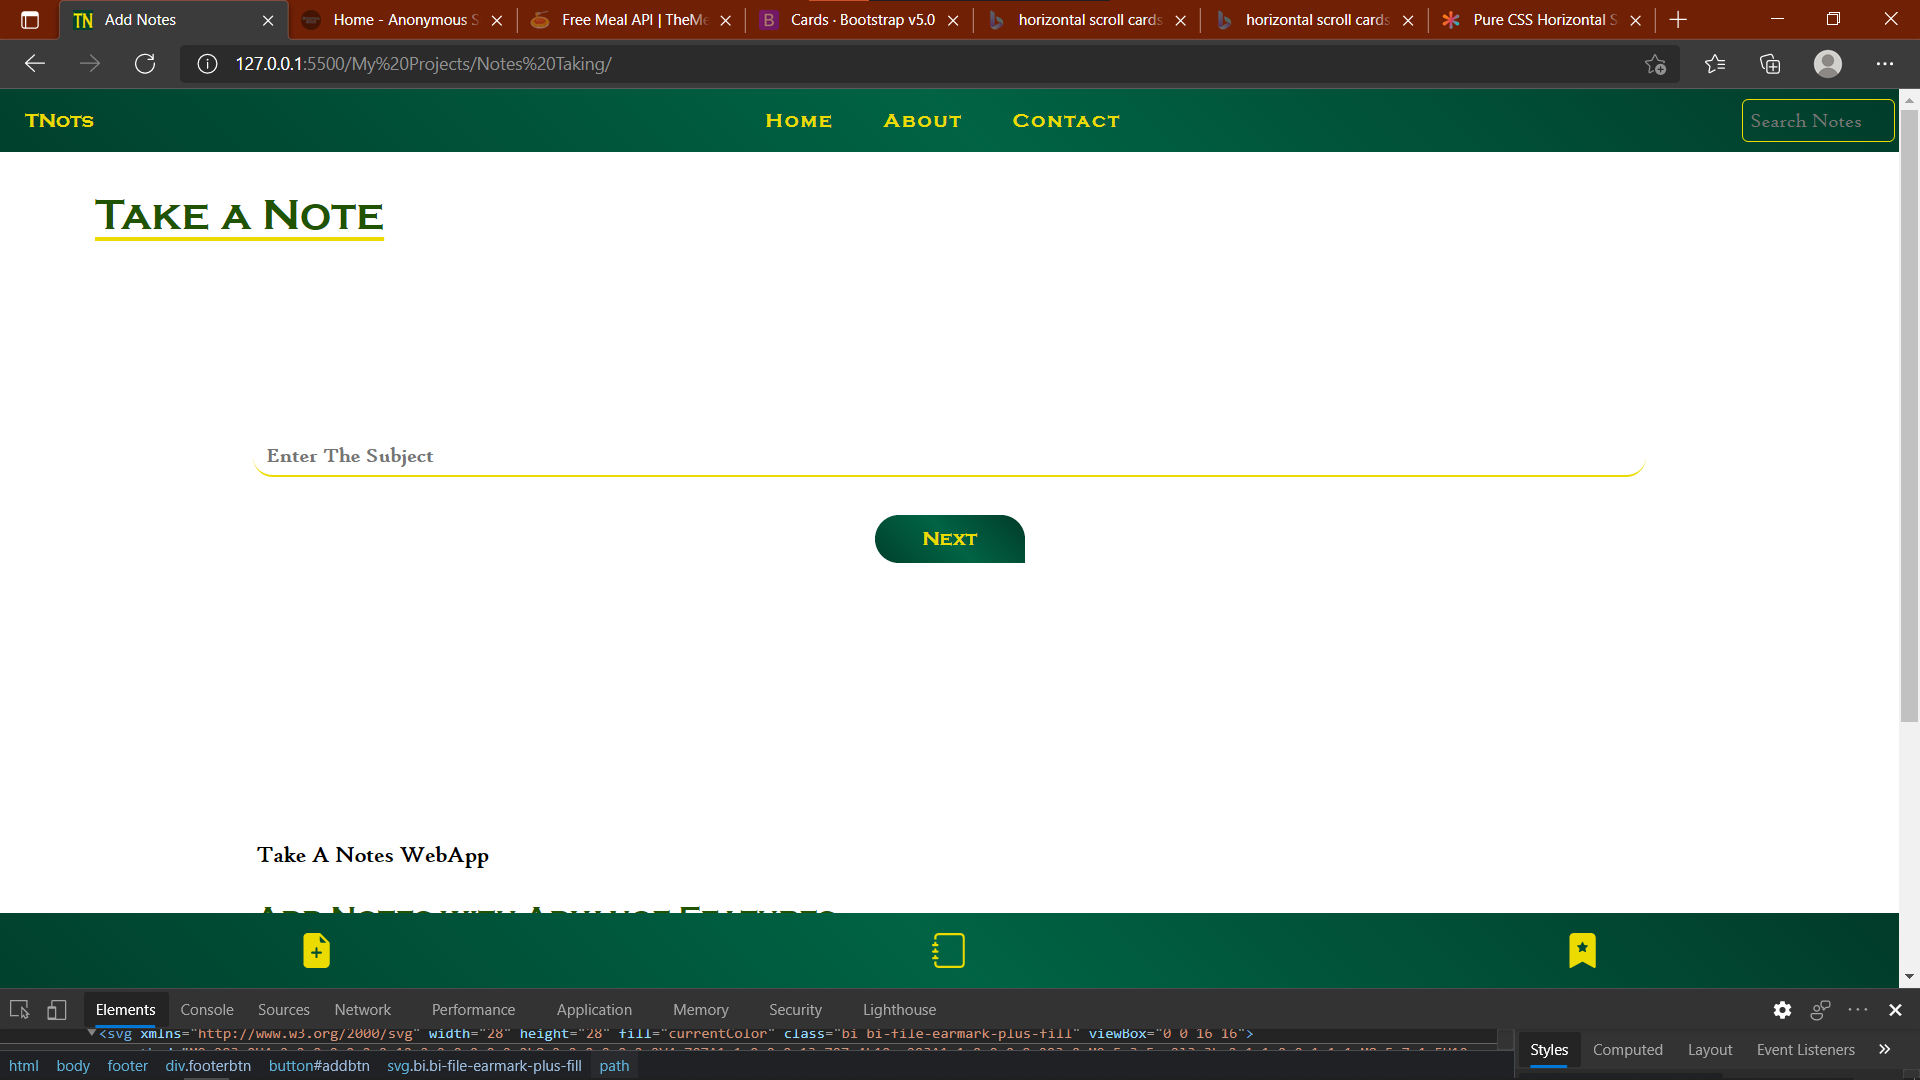 TN Add Notes
Home - Anonymous S
Free Meal API | TheMe
B Cards · Bootstrap v5.0
horizontal scroll cards
horizontal scroll cards
Pure CSS Horizontal S
127.0.0.1:5500/My%20Projects/Notes%20Taking/
TNots
Home About Contact
Search Notes
Take a Note
Enter The Subject
Next
Take A Notes WebApp
Add Notes with Advance Features
Elements Console Sources Network Performance Application Memory Security Lighthouse
<svg xmlns="http://www.w3.org/2000/svg" width="28" height="28" fill="currentColor" class="bi bi-file-earmark-plus-fill" viewBox="0 0 16 16">
Styles Computed Layout Event Listeners
html body footer div.footerbtn button#addbtn svg.bi.bi-file-earmark-plus-fill path